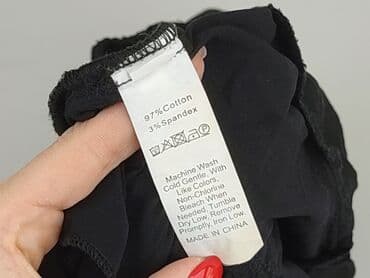 97% Cotton
3% Spandex
Machine Wash
Cold Gentle, With
Like Colors,
Non-Chlorine
Bleach When
Needed, Tumble
Dry Low, Remove
Promptly, Iron Low.
MADE IN CHINA